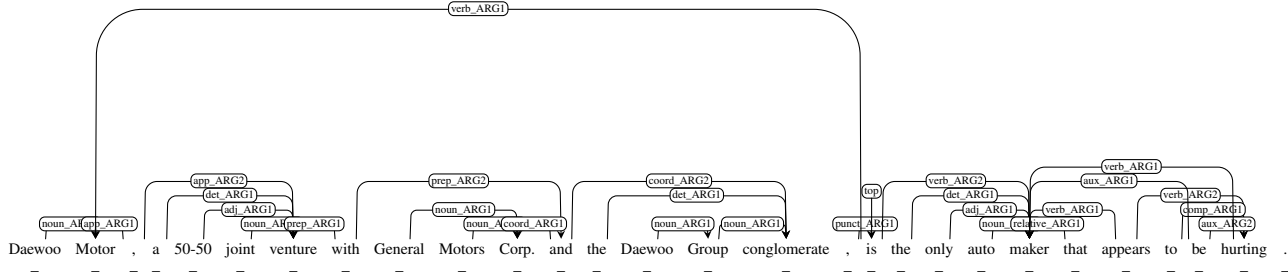 verb_ARG1
verb_ARG1
app_ARG2 prep_ARG2 coord_ARG2 verb_ARG2 aux_ARG1
top
det_ARG1 det_ARG1 det_ARG1 verb_ARG2
adj_ARG1 noun_ARG1 adj_ARG1 verb_ARG1 comp_ARG1
app_ARG1 prep_ARG1 coord_ARG1 noun_ARG1 noun_ARG1 punct_ARG1 relative_ARG1 aux_ARG2
Daewoo Motor , a 50-50 joint venture with General Motors Corp. and the Daewoo Group conglomerate , is the only auto maker that appears to be hurting .
_ _ _ _ _ _ _ _ _ _ _ _ _ _ _ _ _ _ _ _ _ _ _ _ _ _ _ _